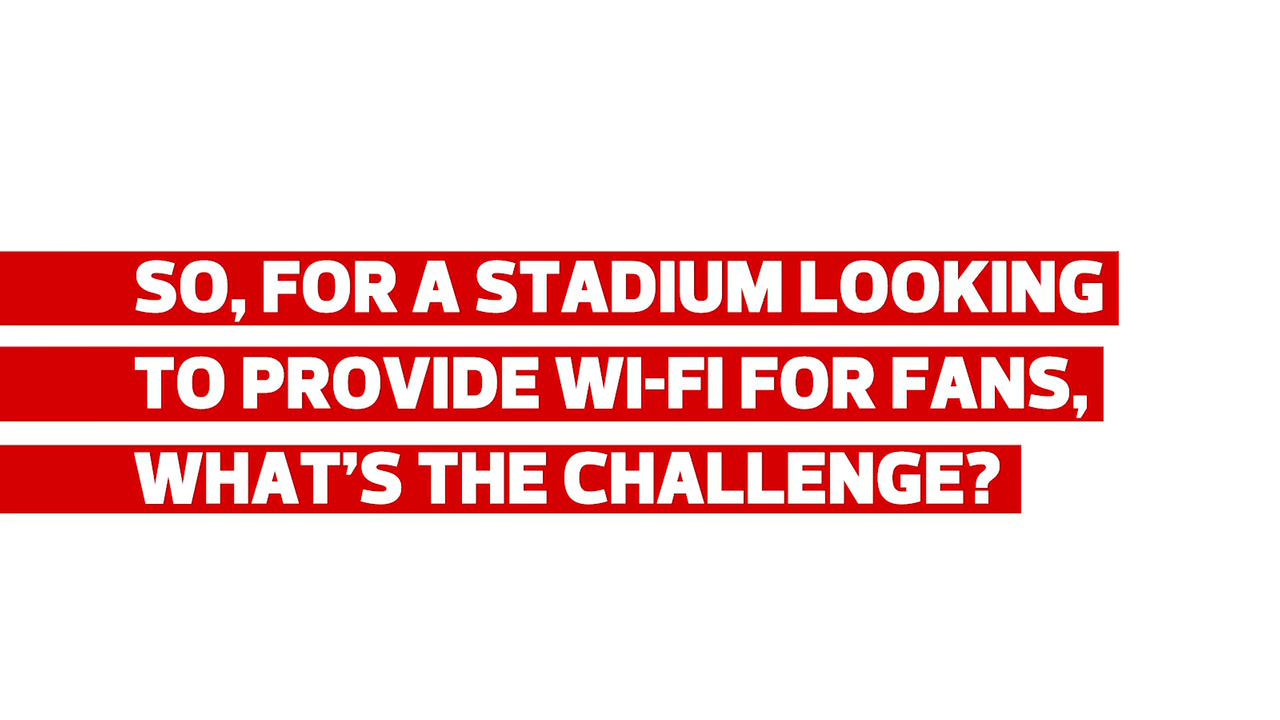 SO, FOR A STADIUM LOOKING
TO PROVIDE WI-FI FOR FANS,
WHAT’S THE CHALLENGE?